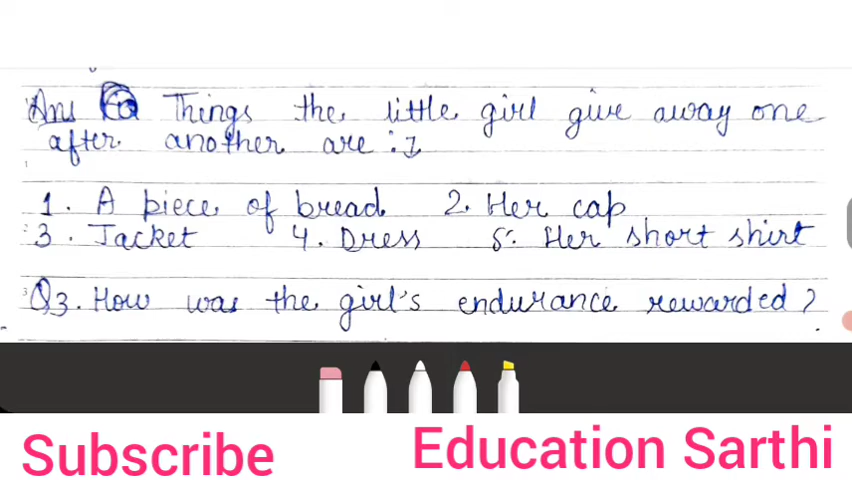 Ans Things the little girl give away one
after another are :-
1. A piece of bread 2. Her cap
3. Jacket 4. Dress 5. Her short shirt
Q3. How was the girl's endurance rewarded?
Subscribe Education Sarthi